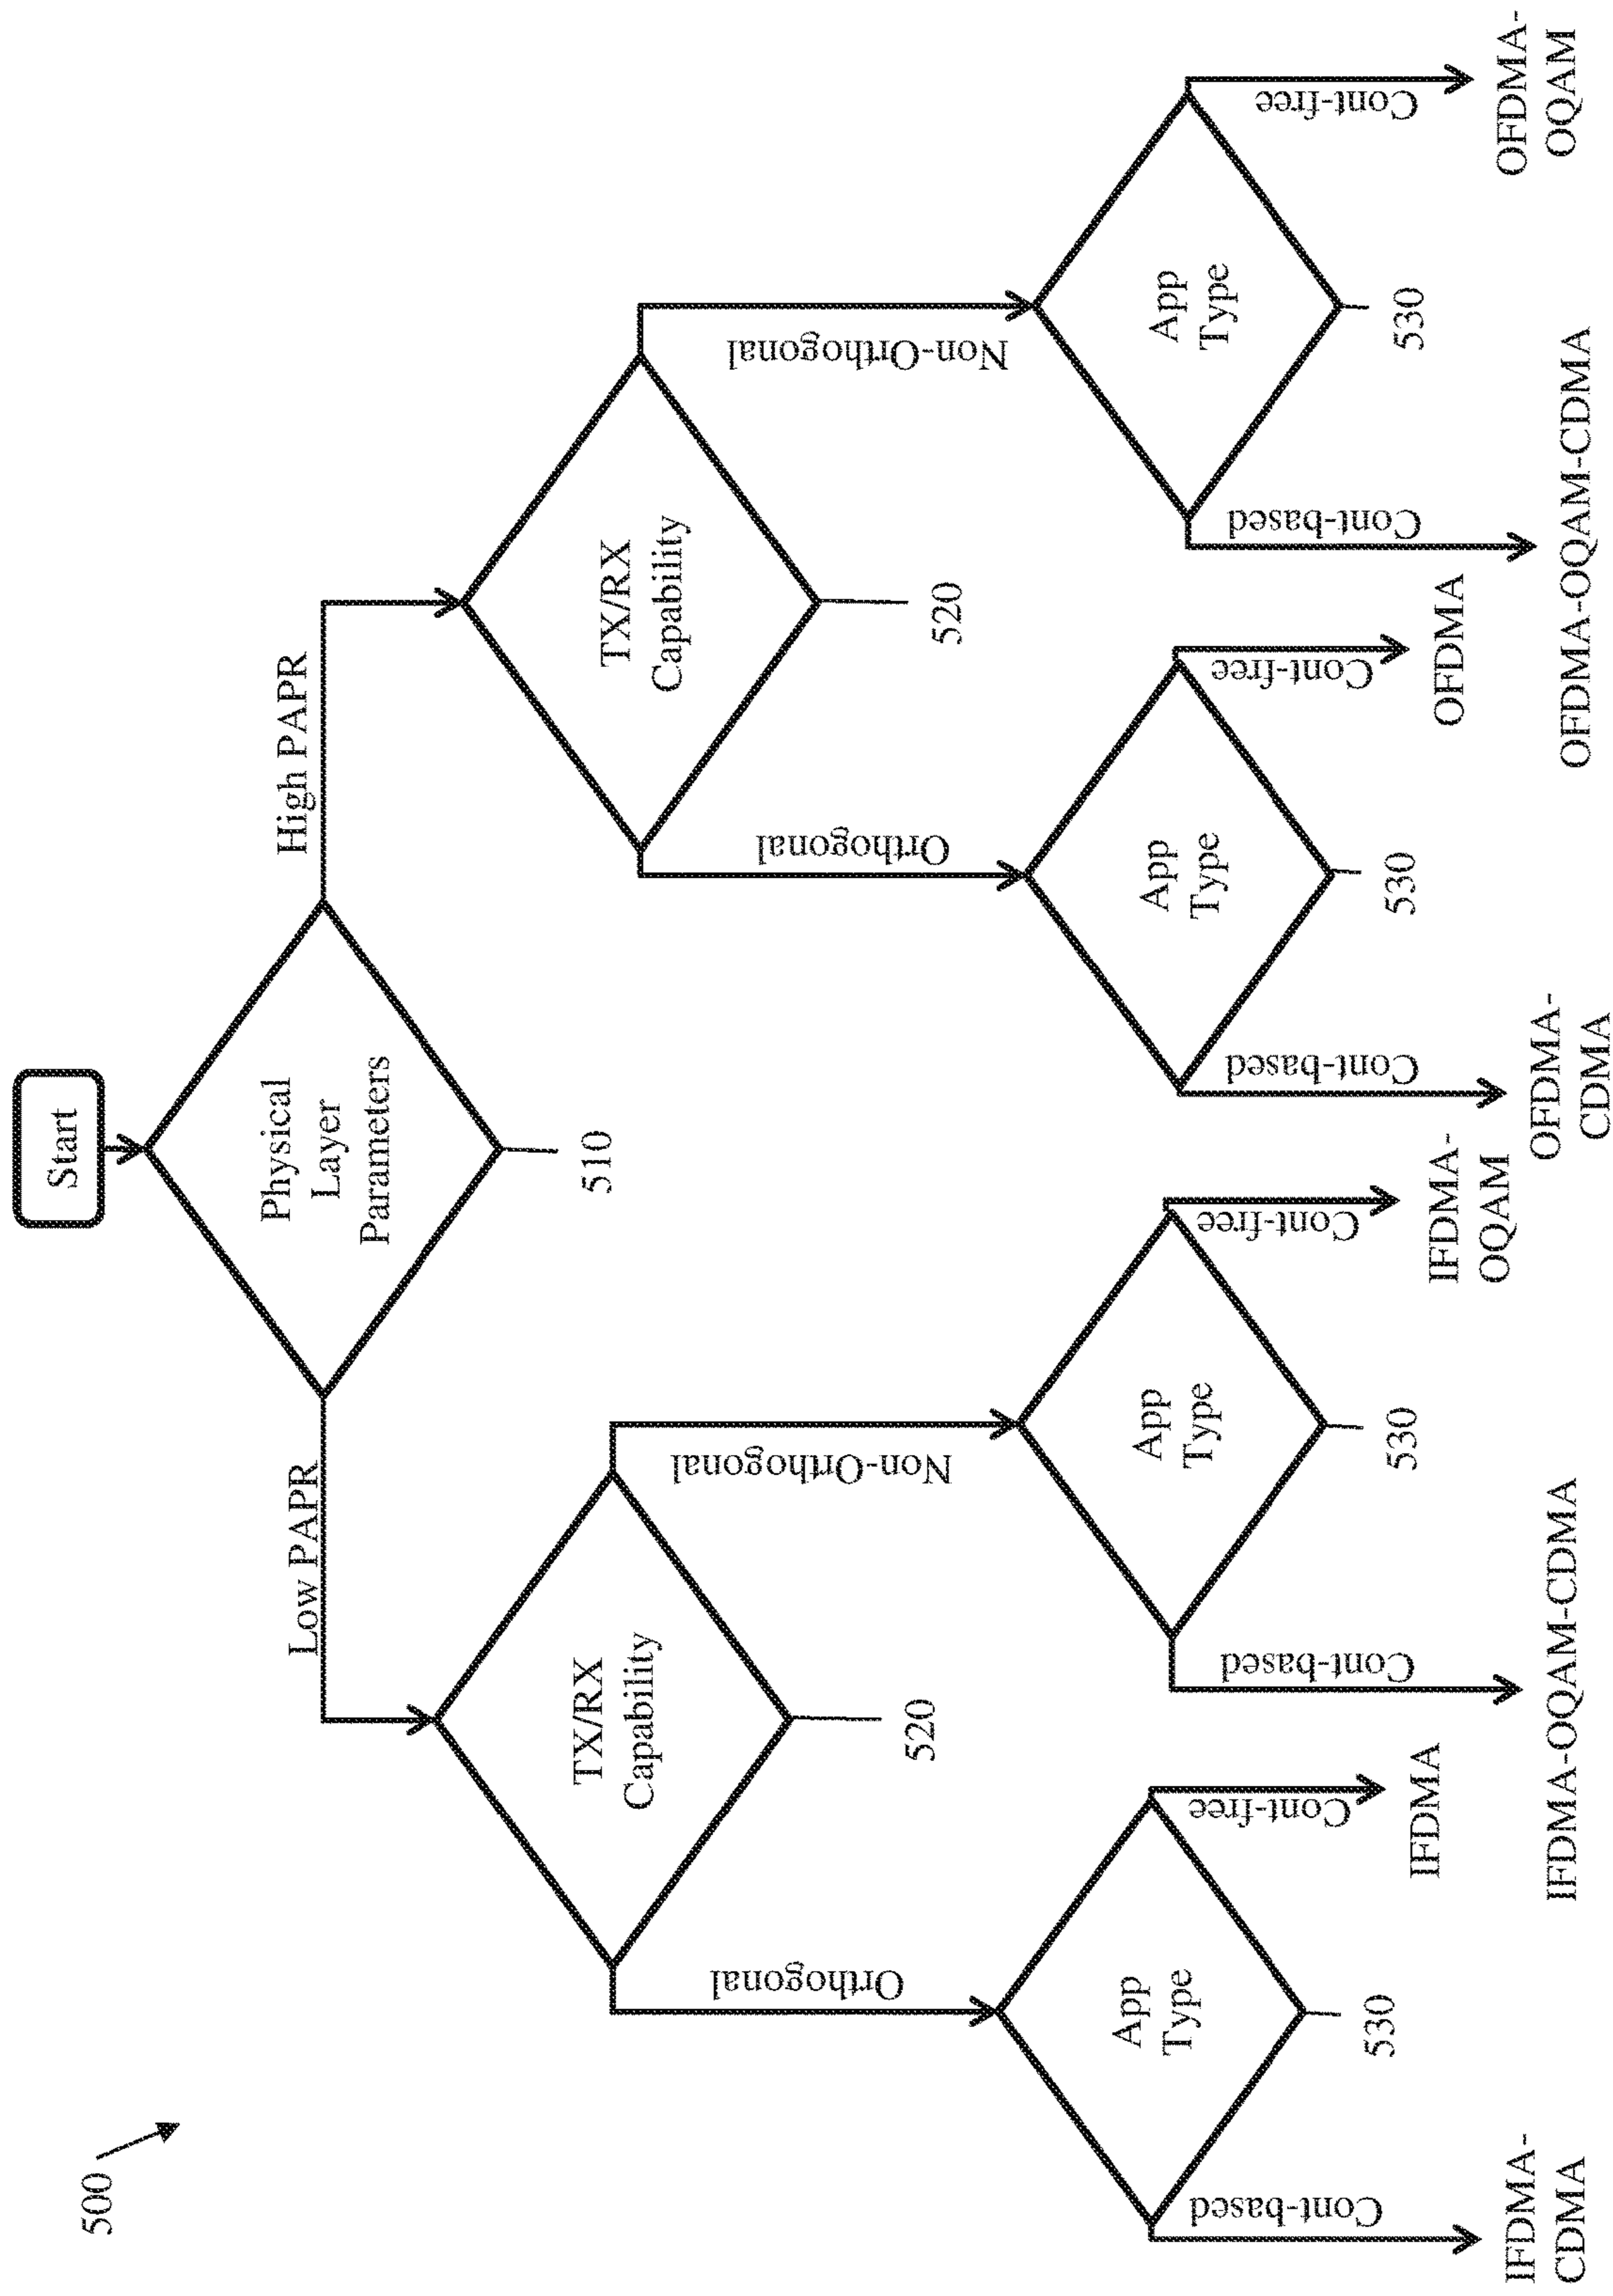 500
Start
Physical
Layer
Parameters
510
Low PAPR
High PAPR
TX/RX
Capability
520
TX/RX
Capability
520
Orthogonal
Non-Orthogonal
Orthogonal
Non-Orthogonal
App
Type
530
App
Type
530
App
Type
530
App
Type
530
Cont-based
Cont-free
Cont-based
Cont-free
Cont-based
Cont-free
Cont-based
Cont-free
IFDMA-
CDMA
IFDMA
IFDMA-OQAM-CDMA
IFDMA-
OQAM
OFDMA-
CDMA
OFDMA
OFDMA-OQAM-CDMA
OFDMA-
OQAM